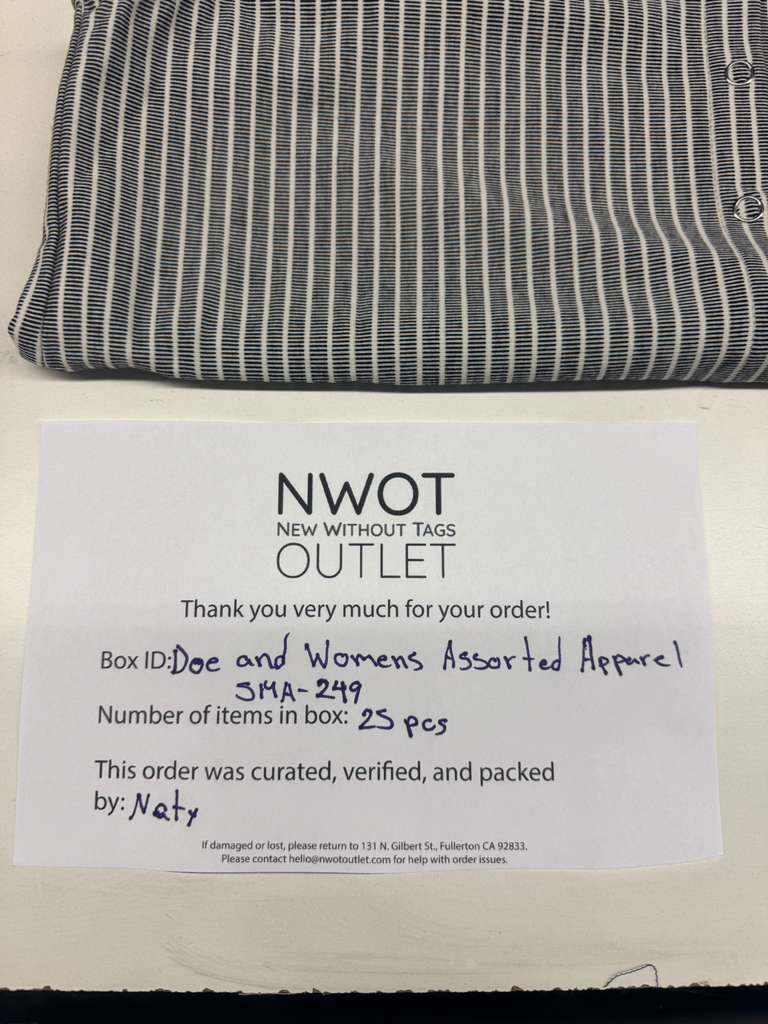 NWOT
NEW WITHOUT TAGS
OUTLET
Thank you very much for your order!
Box ID: Doe and Womens Assorted Apparel
SMA-249
Number of items in box: 25 pcs
This order was curated, verified, and packed
by: Naty
If damaged or lost, please return to 131 N. Gilbert St., Fullerton CA 92833.
Please contact hello@nwotoutlet.com for help with order issues.